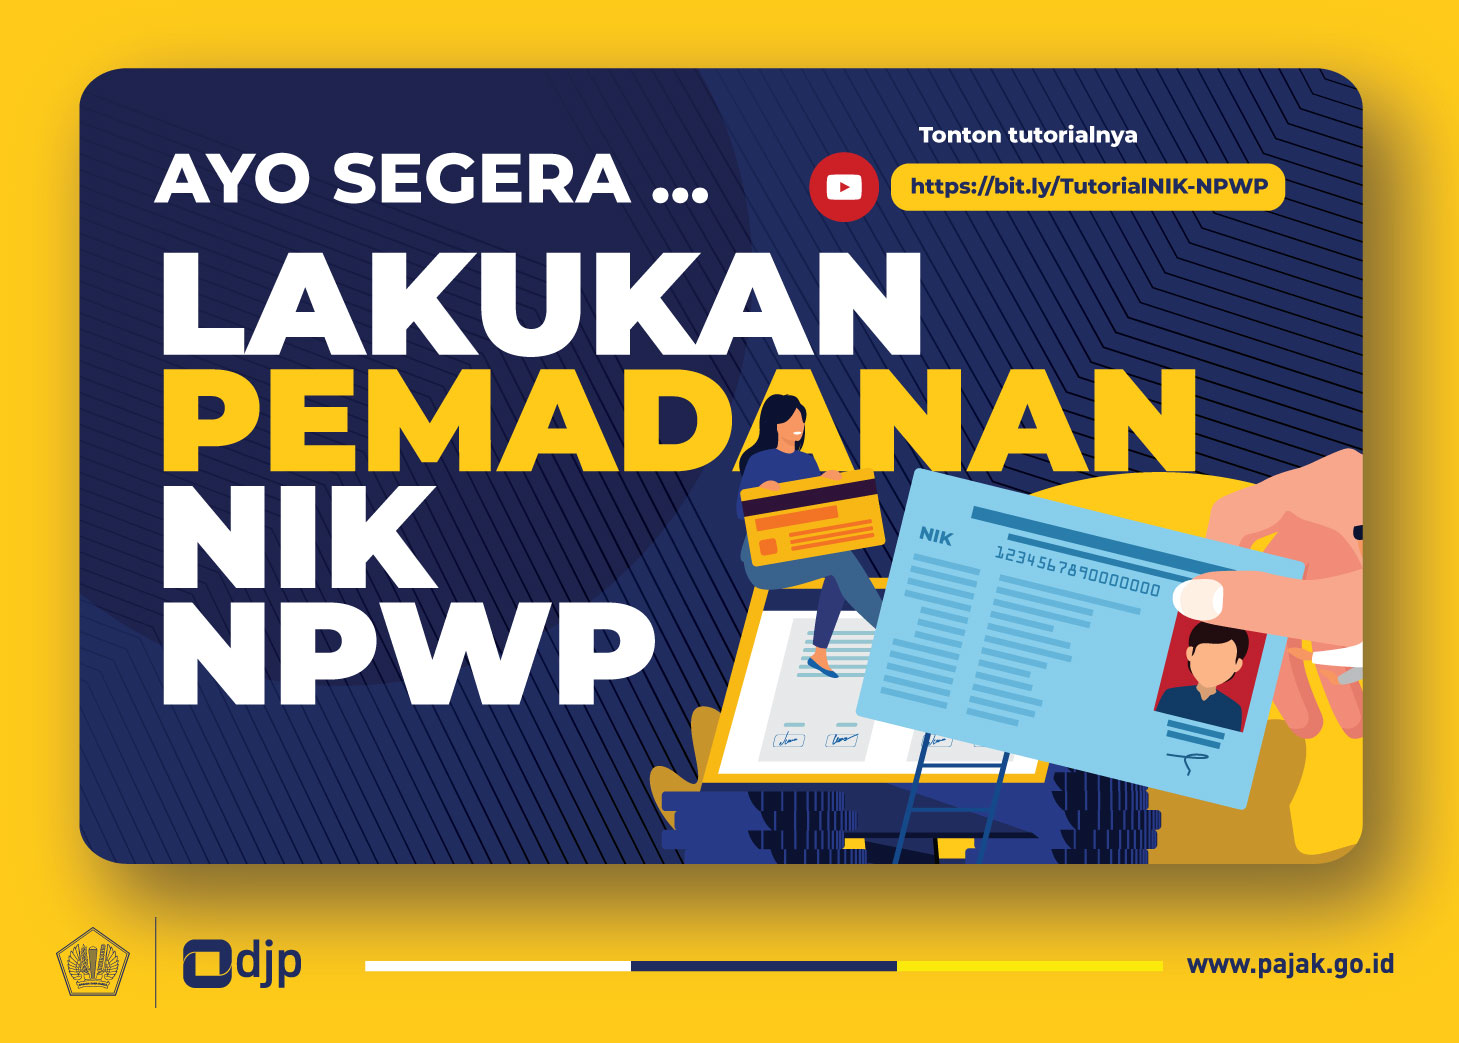 AYO SEGERA ...
Tonton tutorialnya
https://bit.ly/TutorialNIK-NPWP
LAKUKAN
PEMADANAN
NIK
NPWP
NIK
1234567890000000
djp
www.pajak.go.id